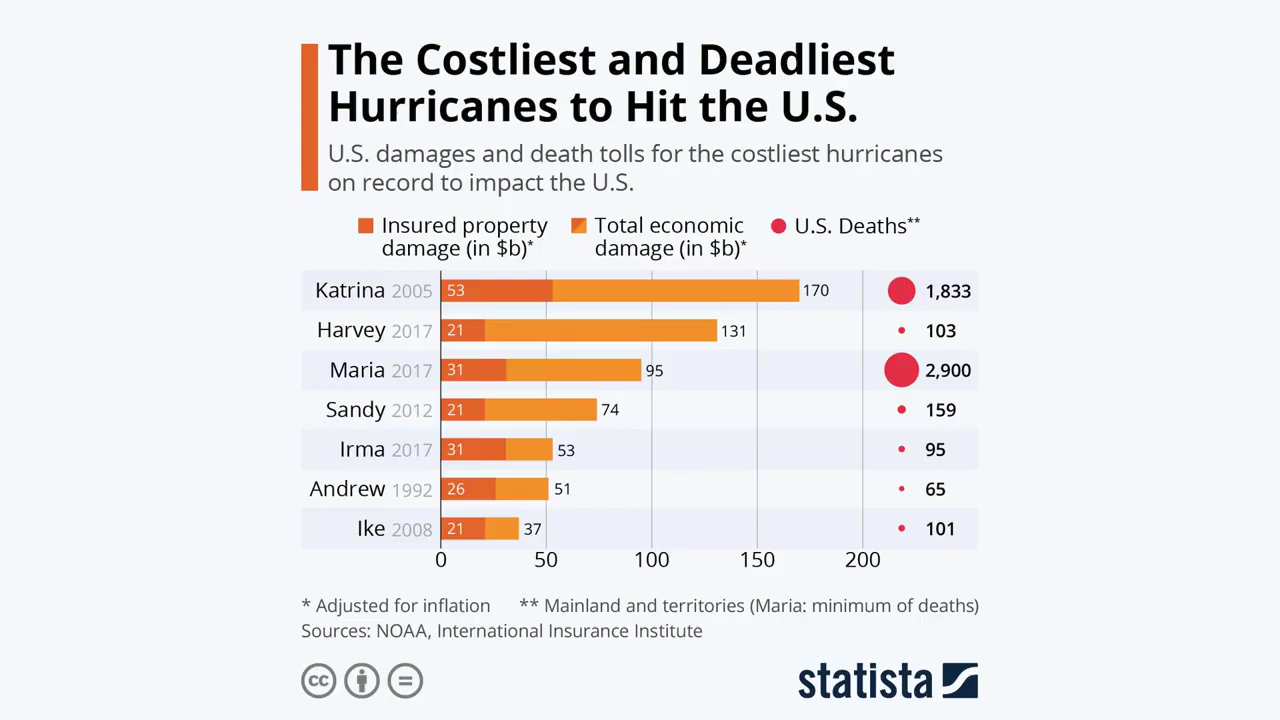 The Costliest and Deadliest
Hurricanes to Hit the U.S.
U.S. damages and death tolls for the costliest hurricanes
on record to impact the U.S.
Insured property damage (in $b)*
Total economic damage (in $b)*
U.S. Deaths**
Katrina 2005 53 170 1,833
Harvey 2017 21 131 103
Maria 2017 31 95 2,900
Sandy 2012 21 74 159
Irma 2017 31 53 95
Andrew 1992 26 51 65
Ike 2008 21 37 101
0 50 100 150 200
* Adjusted for inflation ** Mainland and territories (Maria: minimum of deaths)
Sources: NOAA, International Insurance Institute
cc
statista